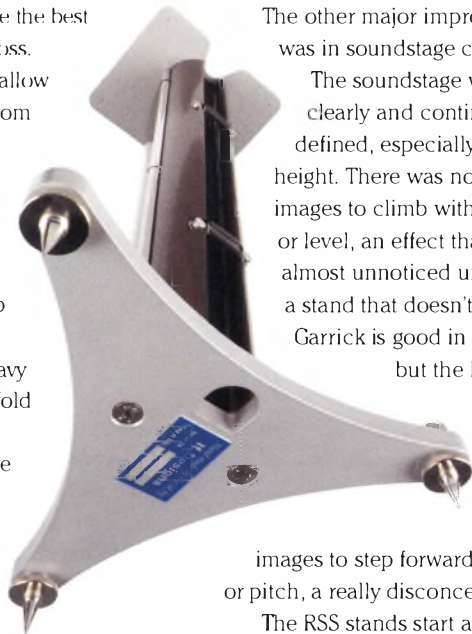 e the best
oss.
allow
om
o
avy
fold
e
The other major impre
was in soundstage c
The soundstage w
clearly and contin
defined, especially
height. There was no
images to climb with
or level, an effect tha
almost unnoticed u
a stand that doesn't
Garrick is good in
but the l
images to step forward
or pitch, a really disconce
The RSS stands start a